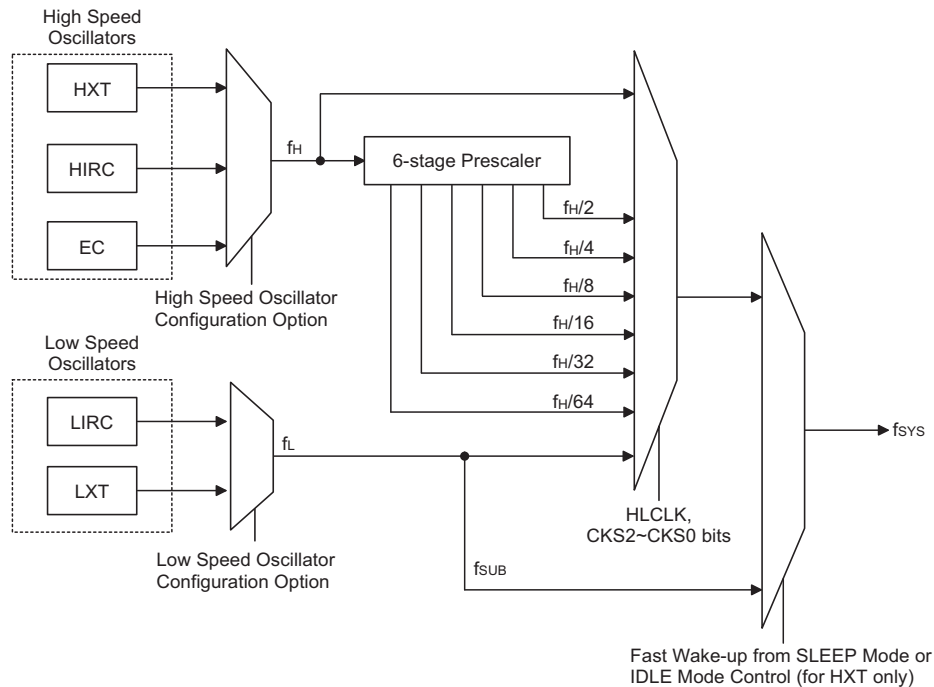 High Speed
Oscillators
HXT
HIRC
EC
fH
6-stage Prescaler
fH/2
fH/4
fH/8
fH/16
fH/32
fH/64
High Speed Oscillator
Configuration Option
Low Speed
Oscillators
LIRC
LXT
fL
Low Speed Oscillator
Configuration Option
fSUB
HLCLK,
CKS2~CKS0 bits
fSYS
Fast Wake-up from SLEEP Mode or
IDLE Mode Control (for HXT only)